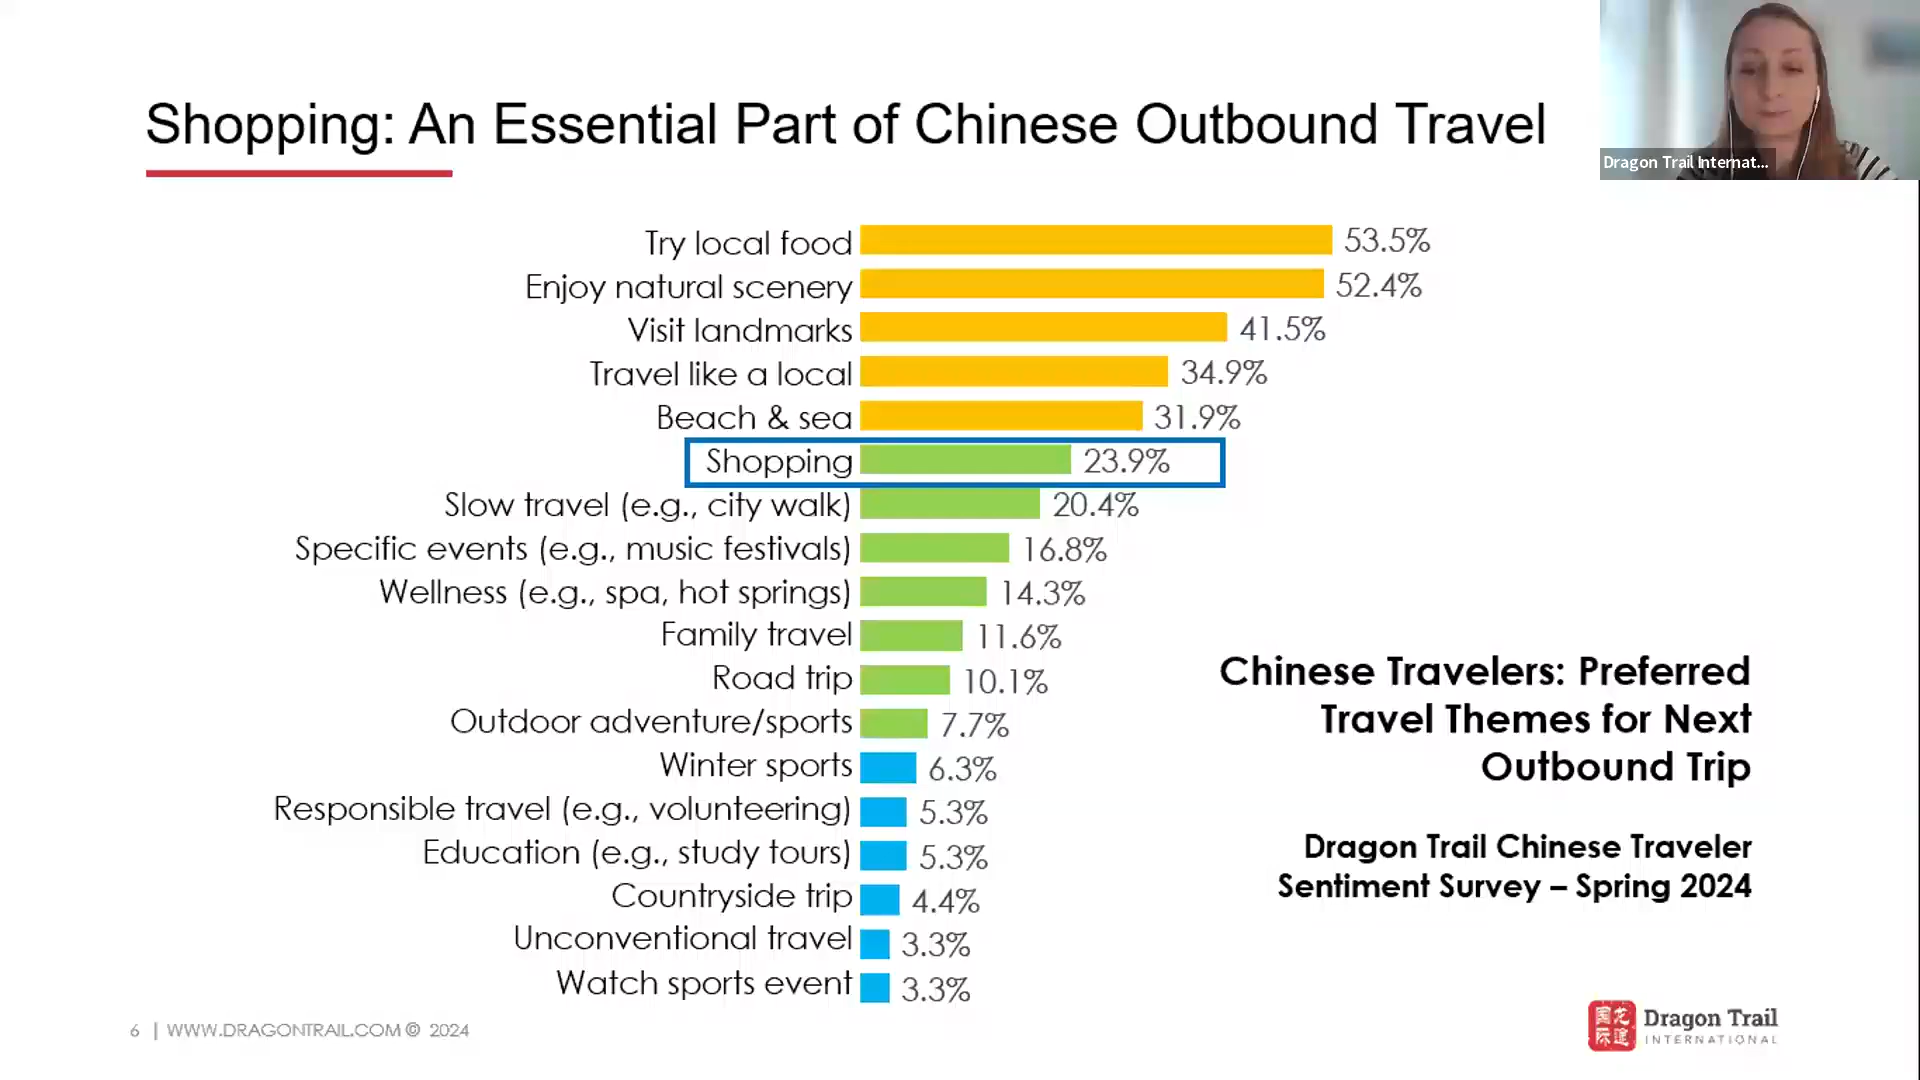 Shopping: An Essential Part of Chinese Outbound Travel
Dragon Trail Internat...
Try local food 53.5%
Enjoy natural scenery 52.4%
Visit landmarks 41.5%
Travel like a local 34.9%
Beach & sea 31.9%
Shopping 23.9%
Slow travel (e.g., city walk) 20.4%
Specific events (e.g., music festivals) 16.8%
Wellness (e.g., spa, hot springs) 14.3%
Family travel 11.6%
Road trip 10.1%
Outdoor adventure/sports 7.7%
Winter sports 6.3%
Responsible travel (e.g., volunteering) 5.3%
Education (e.g., study tours) 5.3%
Countryside trip 4.4%
Unconventional travel 3.3%
Watch sports event 3.3%
Chinese Travelers: Preferred
Travel Themes for Next
Outbound Trip
Dragon Trail Chinese Traveler
Sentiment Survey – Spring 2024
6 | WWW.DRAGONTRAIL.COM © 2024
龙途国际
Dragon Trail
INTERNATIONAL